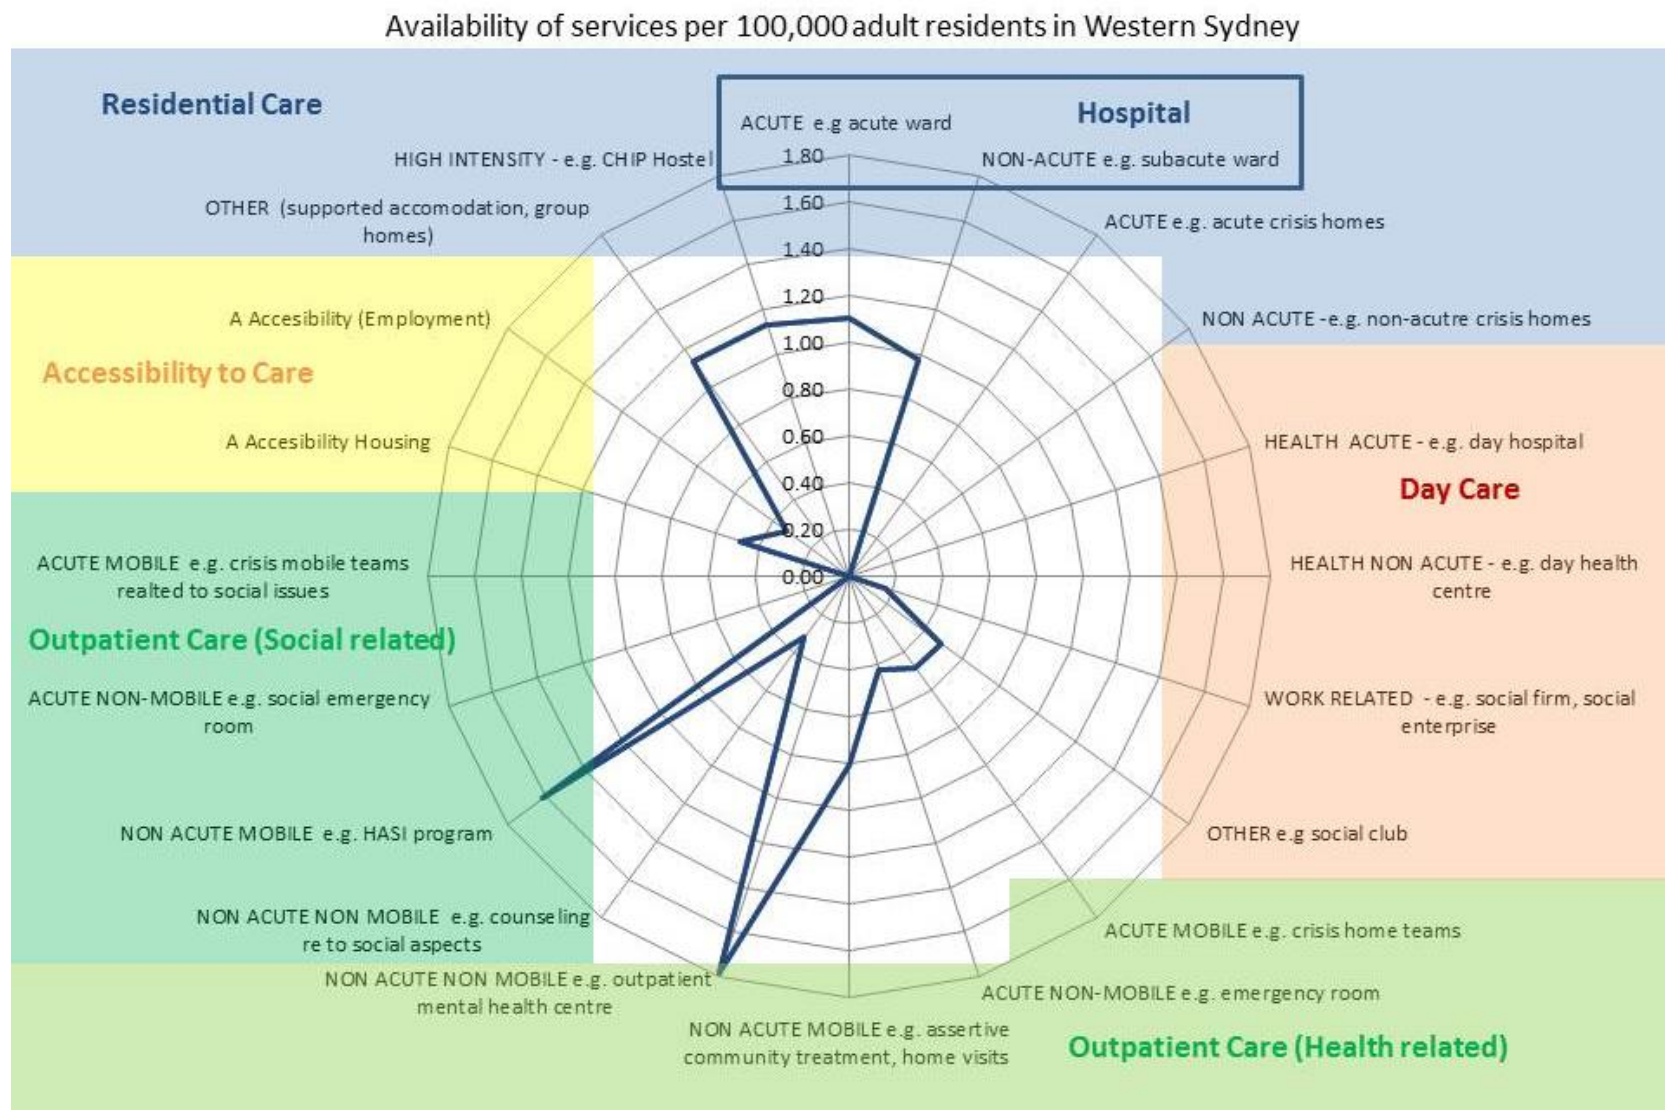 Availability of services per 100,000 adult residents in Western Sydney
Residential Care
Hospital
ACUTE e.g acute ward
HIGH INTENSITY - e.g. CHIP Hostel
NON-ACUTE e.g. subacute ward
OTHER (supported accomodation, group
homes)
ACUTE e.g. acute crisis homes
A Accesibility (Employment)
NON ACUTE -e.g. non-acutre crisis homes
Accessibility to Care
A Accesibility Housing
HEALTH ACUTE - e.g. day hospital
Day Care
ACUTE MOBILE e.g. crisis mobile teams
realted to social issues
HEALTH NON ACUTE - e.g. day health
centre
Outpatient Care (Social related)
ACUTE NON-MOBILE e.g. social emergency
room
WORK RELATED - e.g. social firm, social
enterprise
NON ACUTE MOBILE e.g. HASI program
OTHER e.g social club
NON ACUTE NON MOBILE e.g. counseling
re to social aspects
ACUTE MOBILE e.g. crisis home teams
NON ACUTE NON MOBILE e.g. outpatient
mental health centre
ACUTE NON-MOBILE e.g. emergency room
NON ACUTE MOBILE e.g. assertive
community treatment, home visits
Outpatient Care (Health related)
1.80
1.60
1.40
1.20
1.00
0.80
0.60
0.40
0.20
0.00